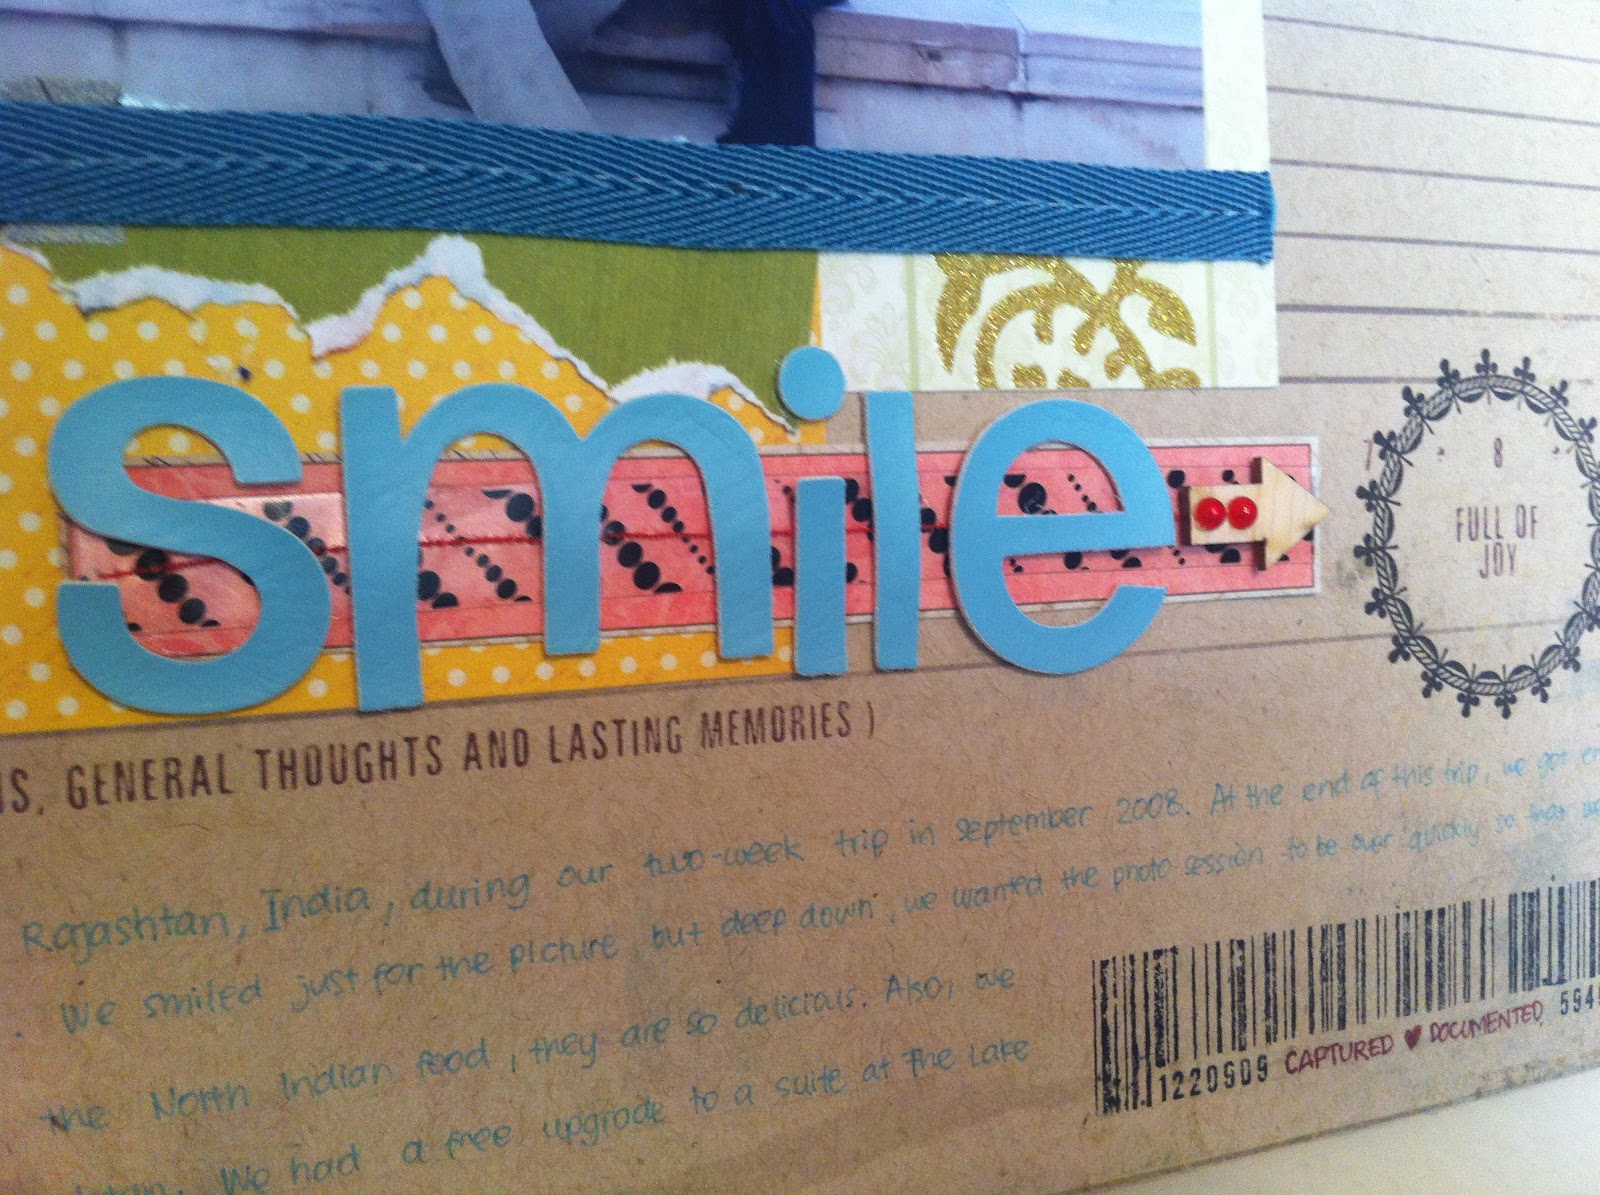 smile
8
FULL OF
JOY
GENERAL THOUGHTS AND LASTING MEMORIES )
Rajashtan, India, during our two-week trip in september 2008. At the end of this trip, we got
We smiled just for the picture but deep down, we wanted the photo session to be over quickly so that
the North Indian food, they are so delicious. Also, we
We had a free upgrade to a suite at The Lake
1220909 CAPTURED ♥ DOCUMENTED 594